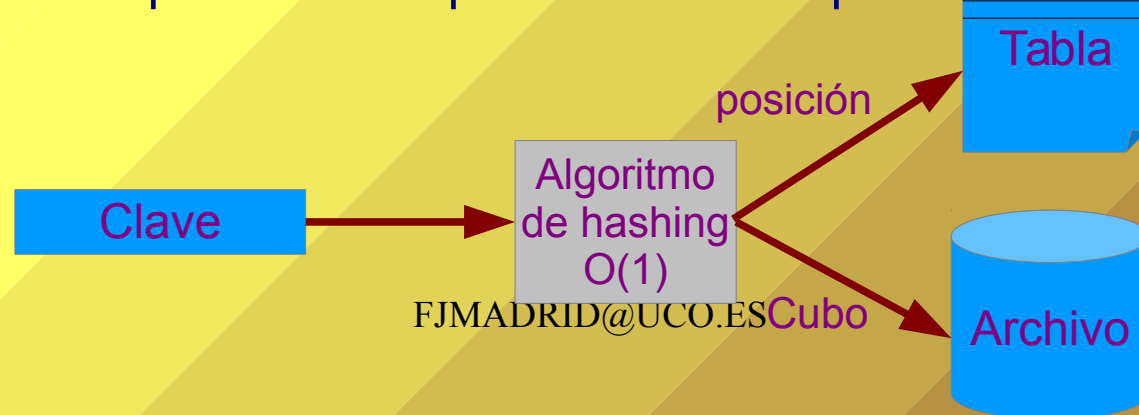 Tabla
posición
Algoritmo
de hashing
O(1)
Clave
FJMADRID@UCO.ES
Cubo
Archivo